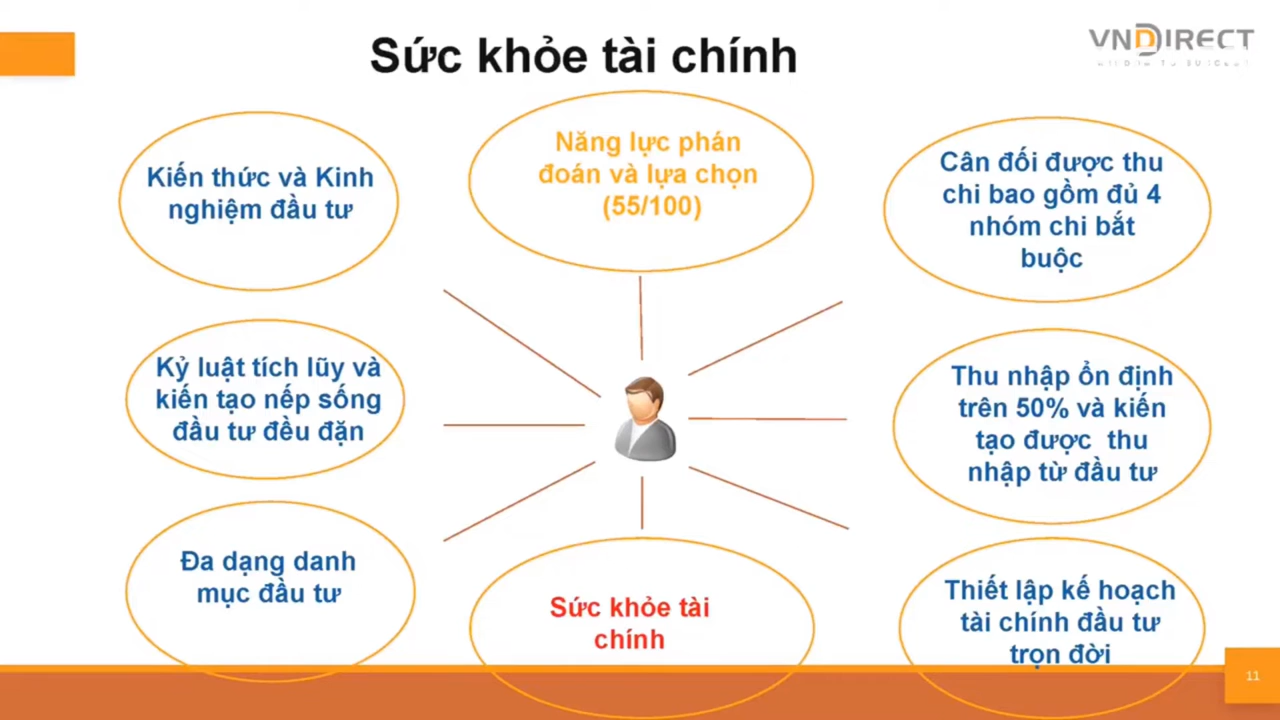 Sức khỏe tài chính
VNDIRECT
Kiến thức và Kinh
nghiệm đầu tư
Năng lực phán
đoán và lựa chọn
(55/100)
Cân đối được thu
chi bao gồm đủ 4
nhóm chi bắt
buộc
Kỷ luật tích lũy và
kiến tạo nếp sống
đầu tư đều đặn
Thu nhập ổn định
trên 50% và kiến
tạo được thu
nhập từ đầu tư
Đa dạng danh
mục đầu tư
Sức khỏe tài
chính
Thiết lập kế hoạch
tài chính đầu tư
trọn đời
11